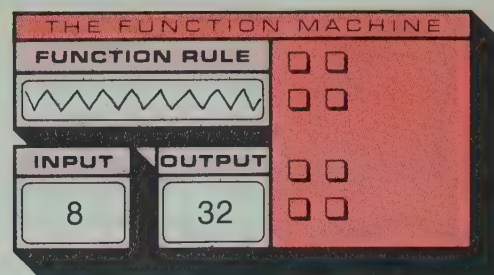 THE FUNCTION MACHINE
FUNCTION RULE
INPUT OUTPUT
8 32